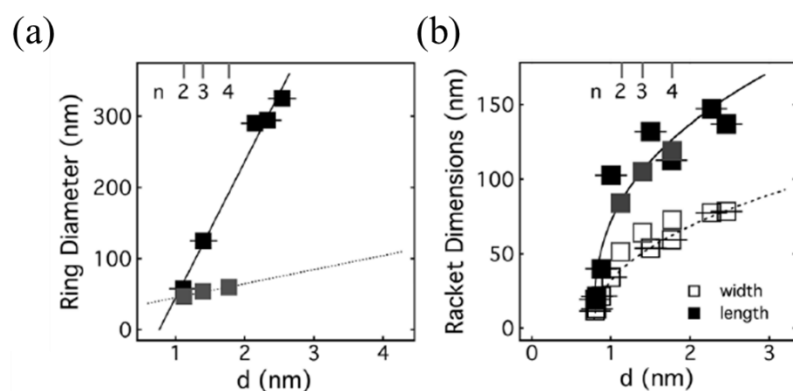 (a)
n 2 3 4
300
200
100
0
Ring Diameter (nm)
1 2 3 4
d (nm)
(b)
n 2 3 4
150
100
50
0
Racket Dimensions (nm)
width
length
0 1 2 3
d (nm)